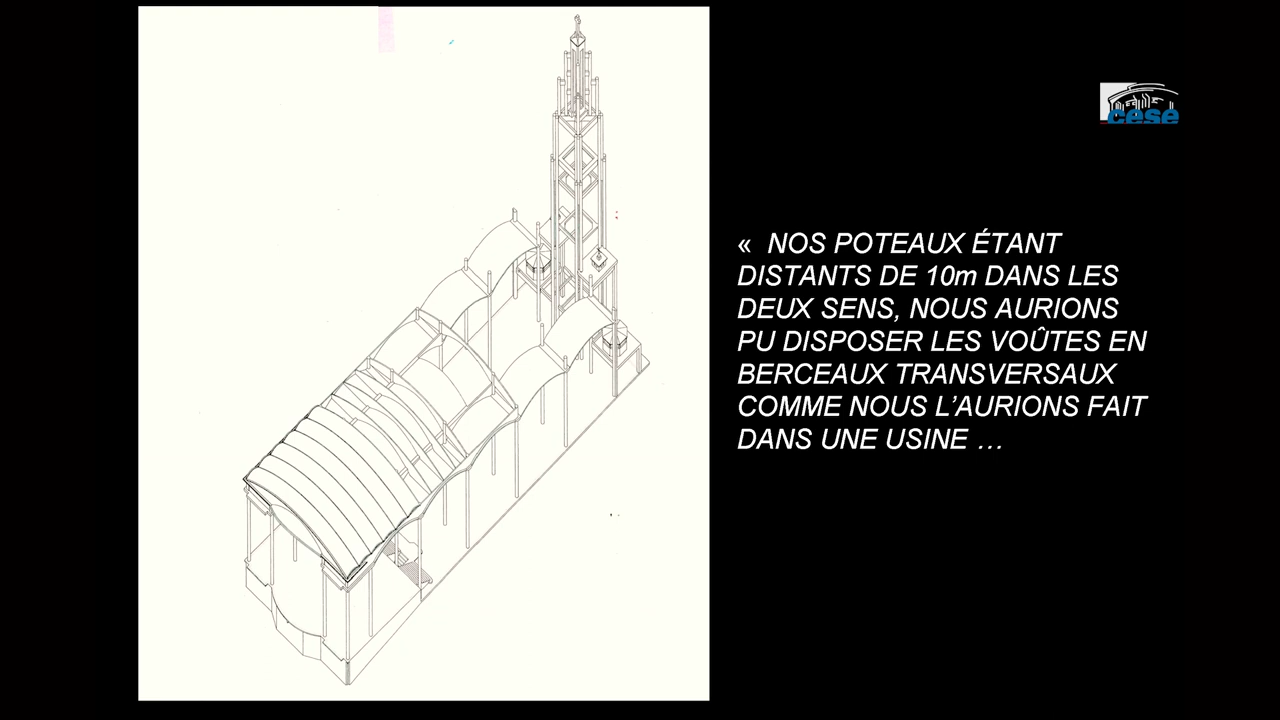 cese
«  NOS POTEAUX ÉTANT
DISTANTS DE 10m DANS LES
DEUX SENS, NOUS AURIONS
PU DISPOSER LES VOÛTES EN
BERCEAUX TRANSVERSAUX
COMME NOUS L’AURIONS FAIT
DANS UNE USINE …